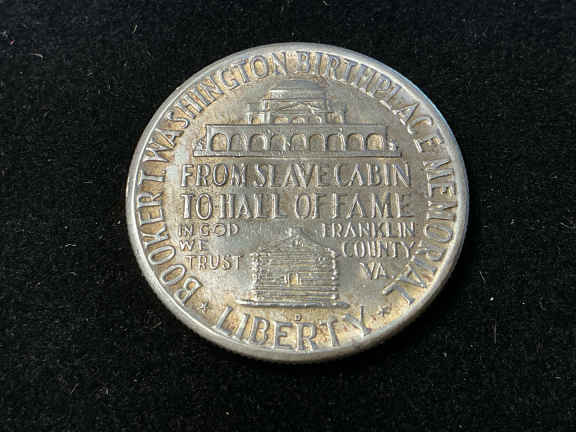 BOOKER T. WASHINGTON BIRTHPLACE MEMORIAL
FROM SLAVE CABIN
TO HALL OF FAME
IN GOD
WE
TRUST
FRANKLIN
COUNTY
VA.
D
* LIBERTY *